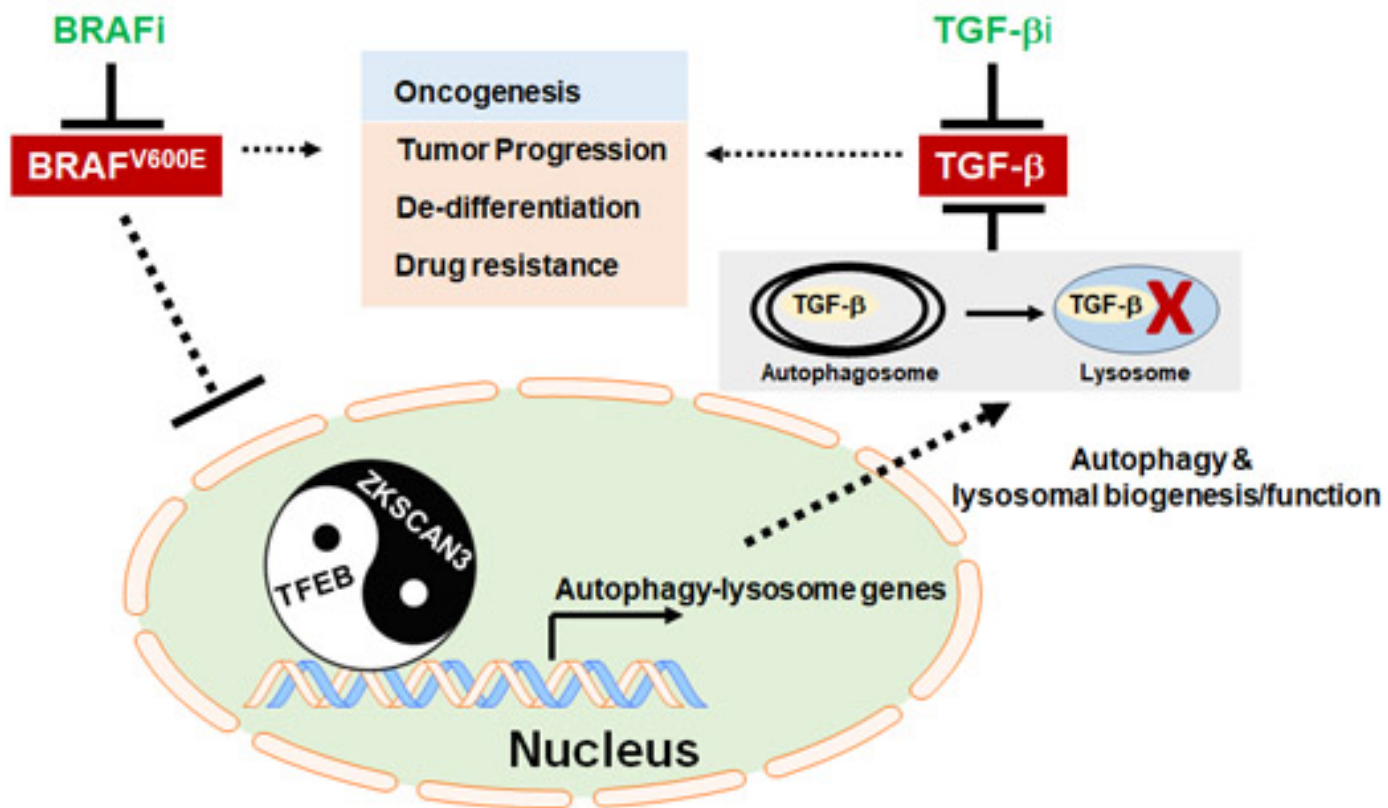 BRAFi
TGF-βi
Oncogenesis
Tumor Progression
De-differentiation
Drug resistance
BRAFV600E
TGF-β
TGF-β
TGF-β
X
Autophagosome
Lysosome
Autophagy &
lysosomal biogenesis/function
ZKSCAN3
TFEB
Autophagy-lysosome genes
Nucleus